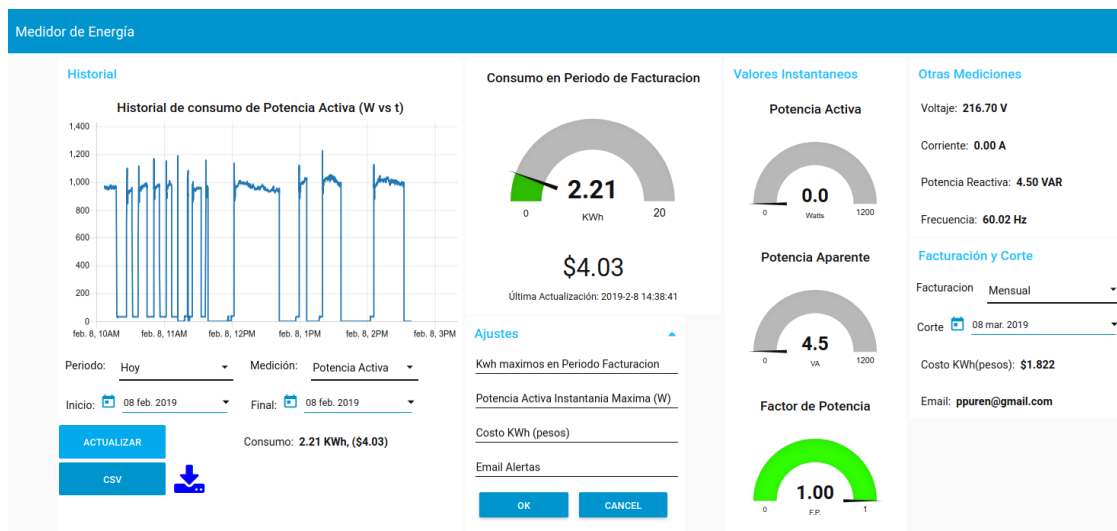 Medidor de Energía
Historial
Historial de consumo de Potencia Activa (W vs t)
1,400
1,200
1,000
800
600
400
200
0
feb. 8, 10AM feb. 8, 11AM feb. 8, 12PM feb. 8, 1PM feb. 8, 2PM feb. 8, 3PM
Periodo: Hoy Medición: Potencia Activa
Inicio: 08 feb. 2019 Final: 08 feb. 2019
ACTUALIZAR Consumo: 2.21 KWh, ($4.03)
CSV
Consumo en Periodo de Facturacion
2.21
0 KWh 20
$4.03
Última Actualización: 2019-2-8 14:38:41
Ajustes
Kwh maximos en Periodo Facturacion
Potencia Activa Instantania Maxima (W)
Costo KWh (pesos)
Email Alertas
OK CANCEL
Valores Instantaneos
Potencia Activa
0.0
0 Watts 1200
Potencia Aparente
4.5
0 VA 1200
Factor de Potencia
1.00
0 F.P. 1
Otras Mediciones
Voltaje: 216.70 V
Corriente: 0.00 A
Potencia Reactiva: 4.50 VAR
Frecuencia: 60.02 Hz
Facturación y Corte
Facturacion Mensual
Corte 08 mar. 2019
Costo KWh(pesos): $1.822
Email: ppuren@gmail.com